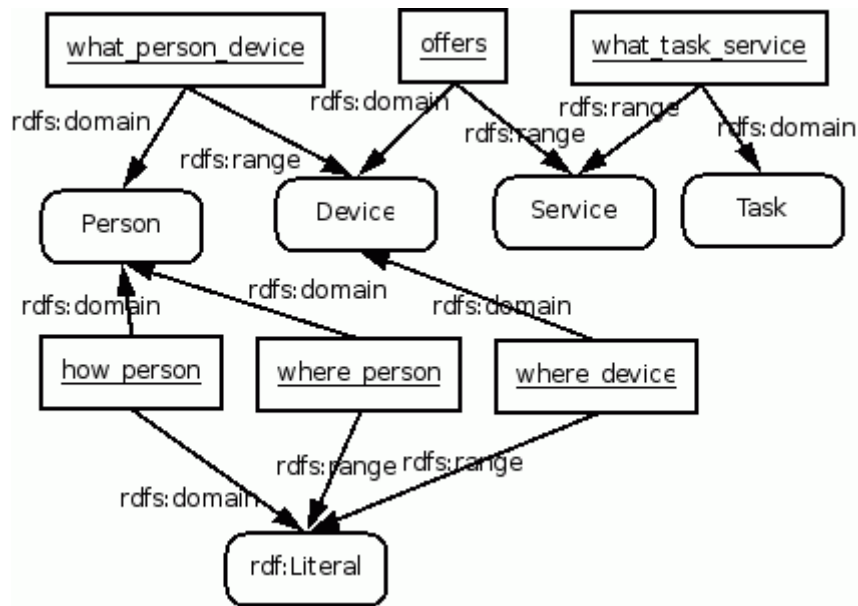 what_person_device
offers
what_task_service
rdfs:domain
rdfs:domain
rdfs:range
rdfs:range
rdfs:domain
rdfs:range
Person
Device
Service
Task
rdfs:domain
rdfs:domain
rdfs:domain
how_person
where_person
where_device
rdfs:domain
rdfs:range
rdfs:range
rdf:Literal